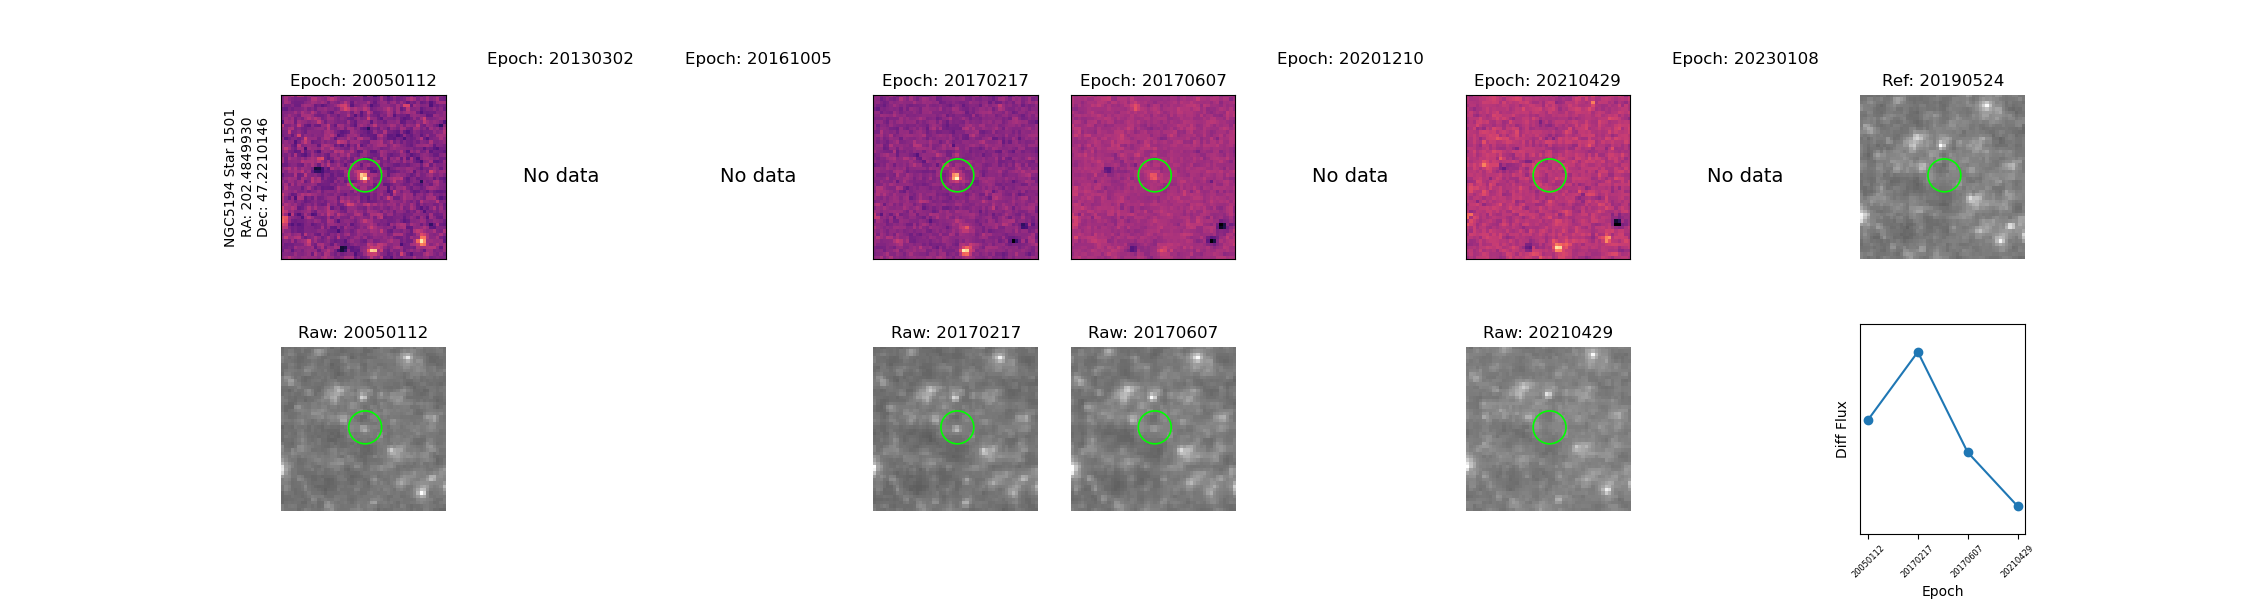 Epoch: 20050112
Epoch: 20130302
Epoch: 20161005
Epoch: 20170217
Epoch: 20170607
Epoch: 20201210
Epoch: 20210429
Epoch: 20230108
Ref: 20190524
NGC5194 Star 1501
RA: 202.4849930
Dec: 47.2210146
No data
No data
No data
No data
Raw: 20050112
Raw: 20170217
Raw: 20170607
Raw: 20210429
Diff Flux
20050112
20170217
20170607
20210429
Epoch